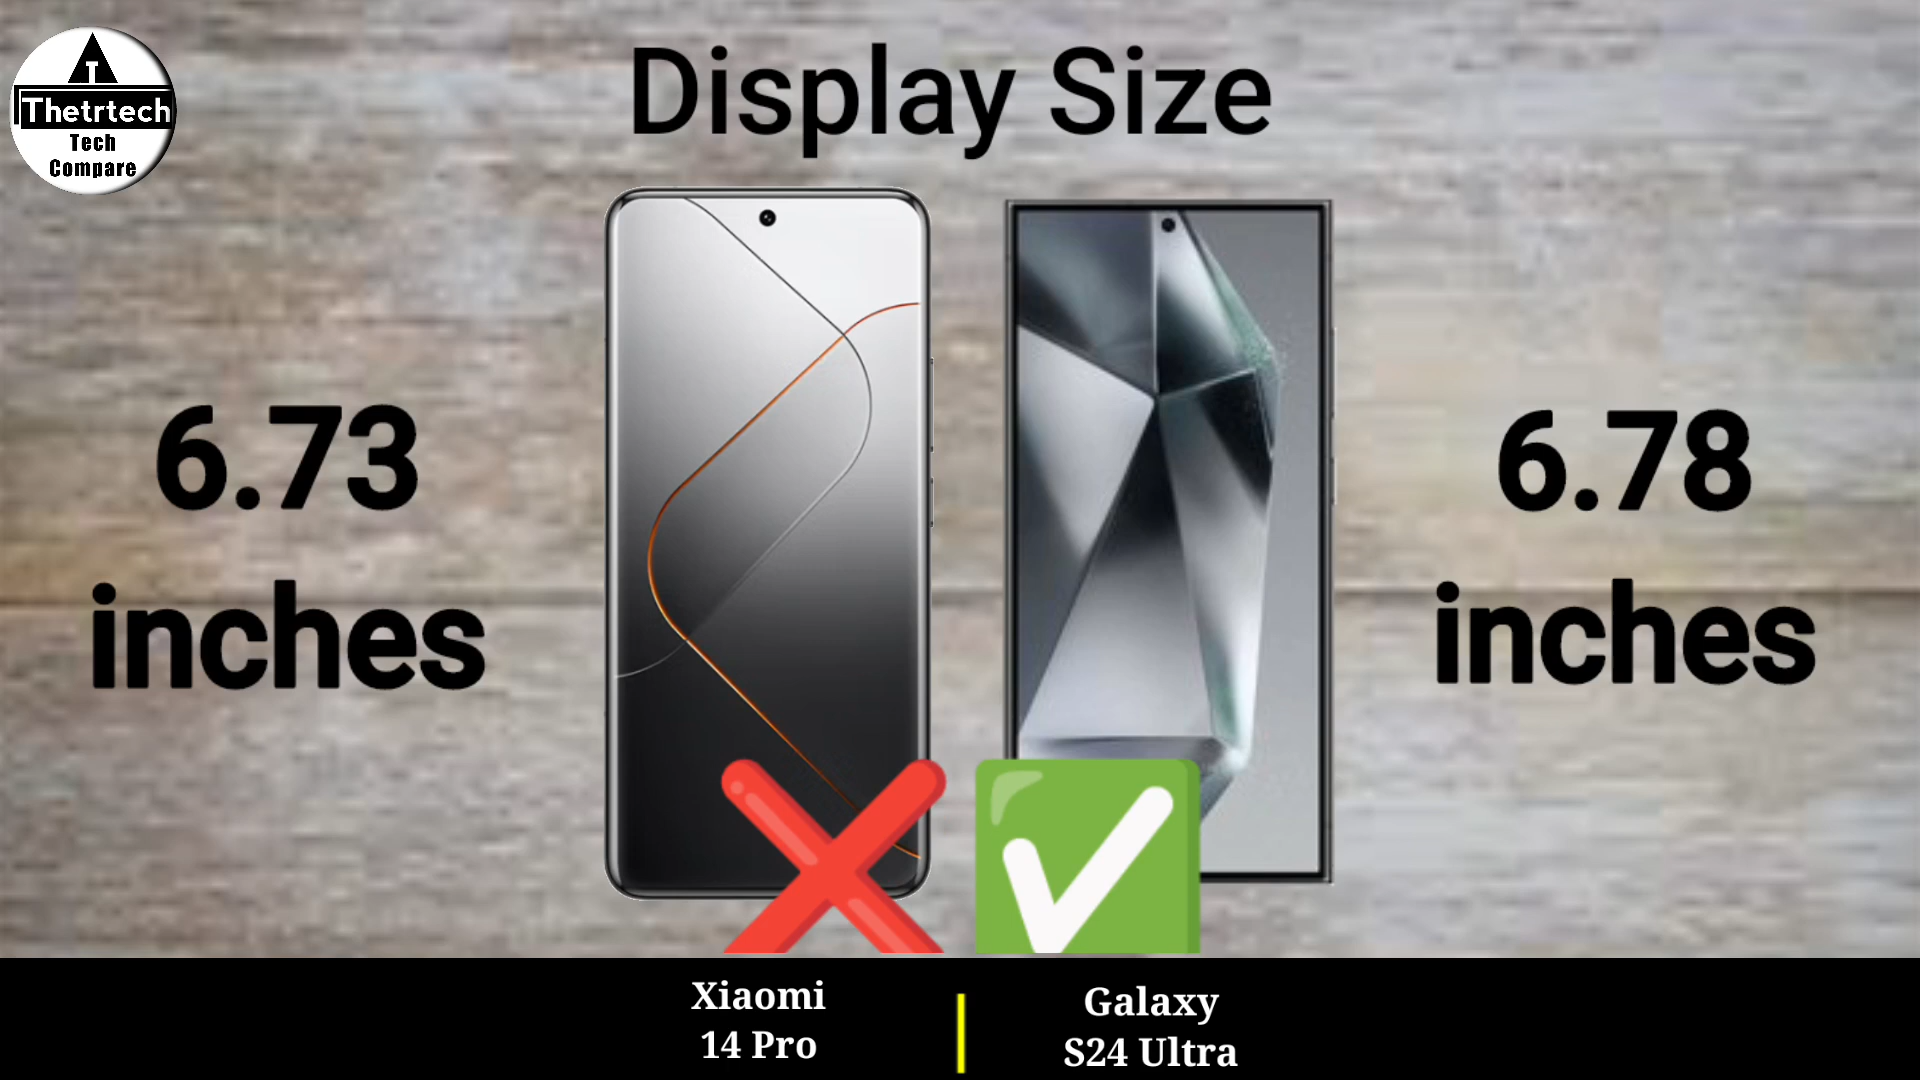 T
Thetrtech
Tech
Compare
Display Size
6.73
inches
6.78
inches
Xiaomi
14 Pro
Galaxy
S24 Ultra